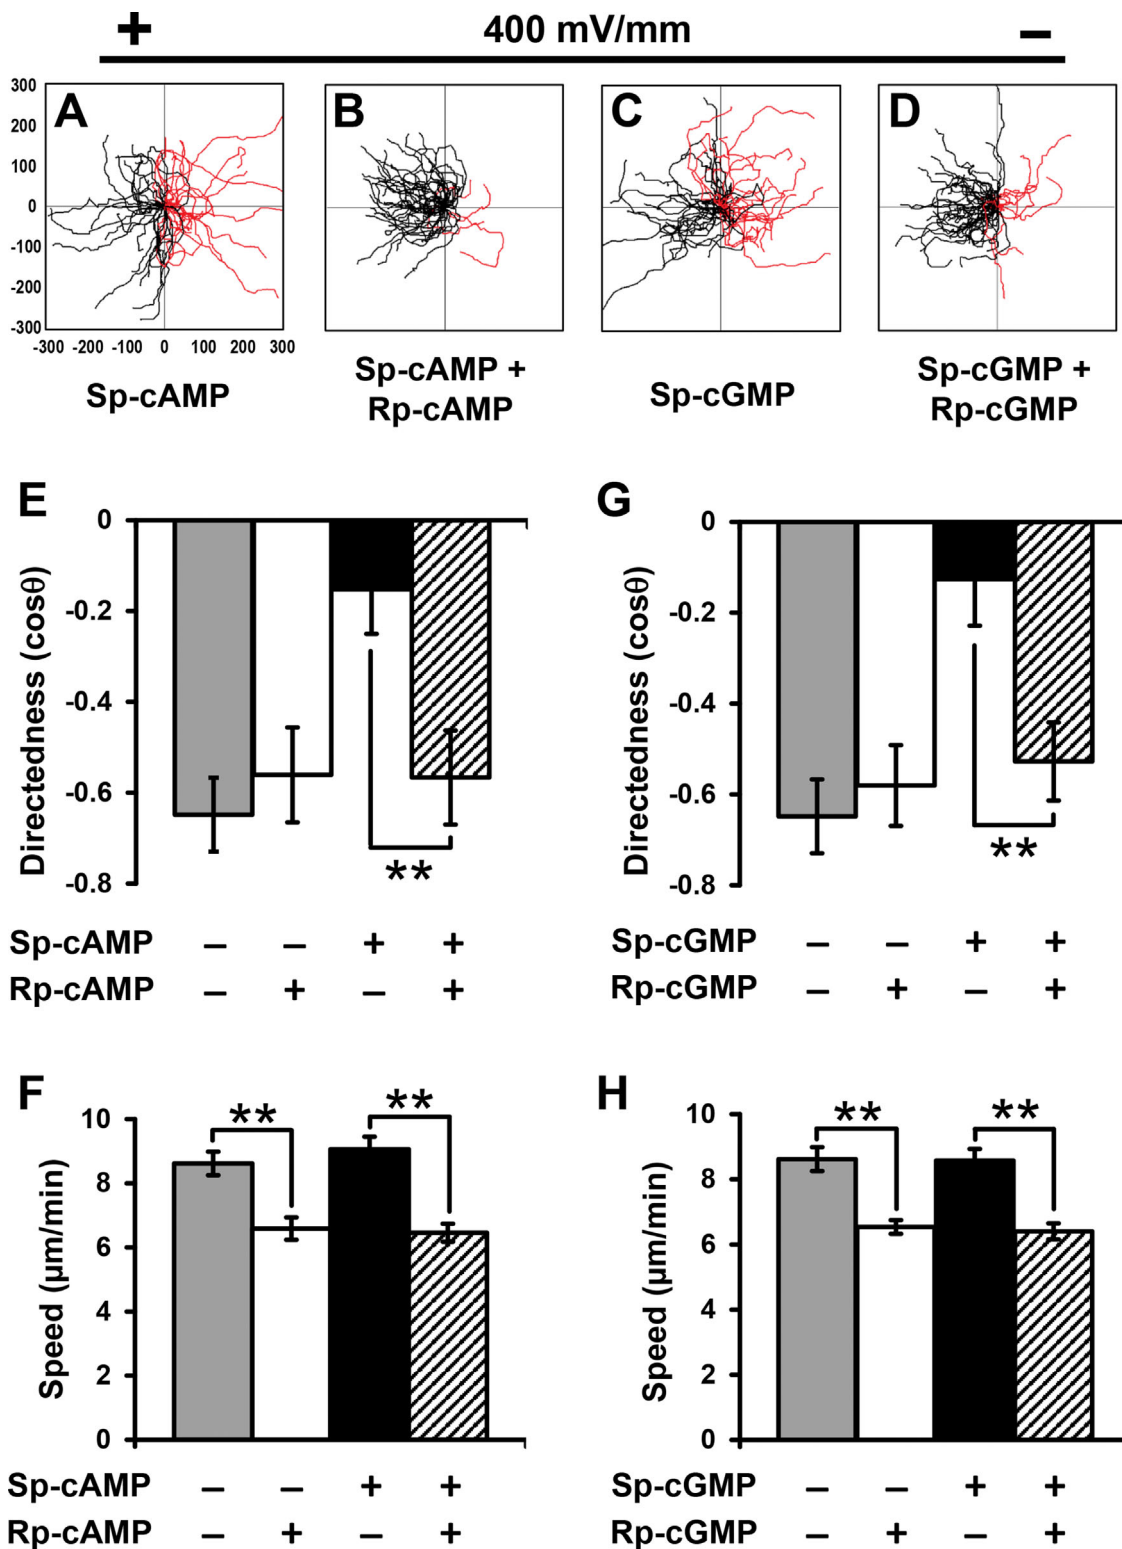 + 400 mV/mm –
A B C D
300
200
100
0
-100
-200
-300
-300 -200 -100 0 100 200 300
Sp-cAMP
Sp-cAMP +
Rp-cAMP
Sp-cGMP
Sp-cGMP +
Rp-cGMP
E
Directedness (cosθ)
0
-0.2
-0.4
-0.6
-0.8
**
Sp-cAMP – – + +
Rp-cAMP – + – +
G
Directedness (cosθ)
0
-0.2
-0.4
-0.6
-0.8
**
Sp-cGMP – – + +
Rp-cGMP – + – +
F
Speed (µm/min)
10
8
6
4
2
0
** **
Sp-cAMP – – + +
Rp-cAMP – + – +
H
Speed (µm/min)
10
8
6
4
2
0
** **
Sp-cGMP – – + +
Rp-cGMP – + – +